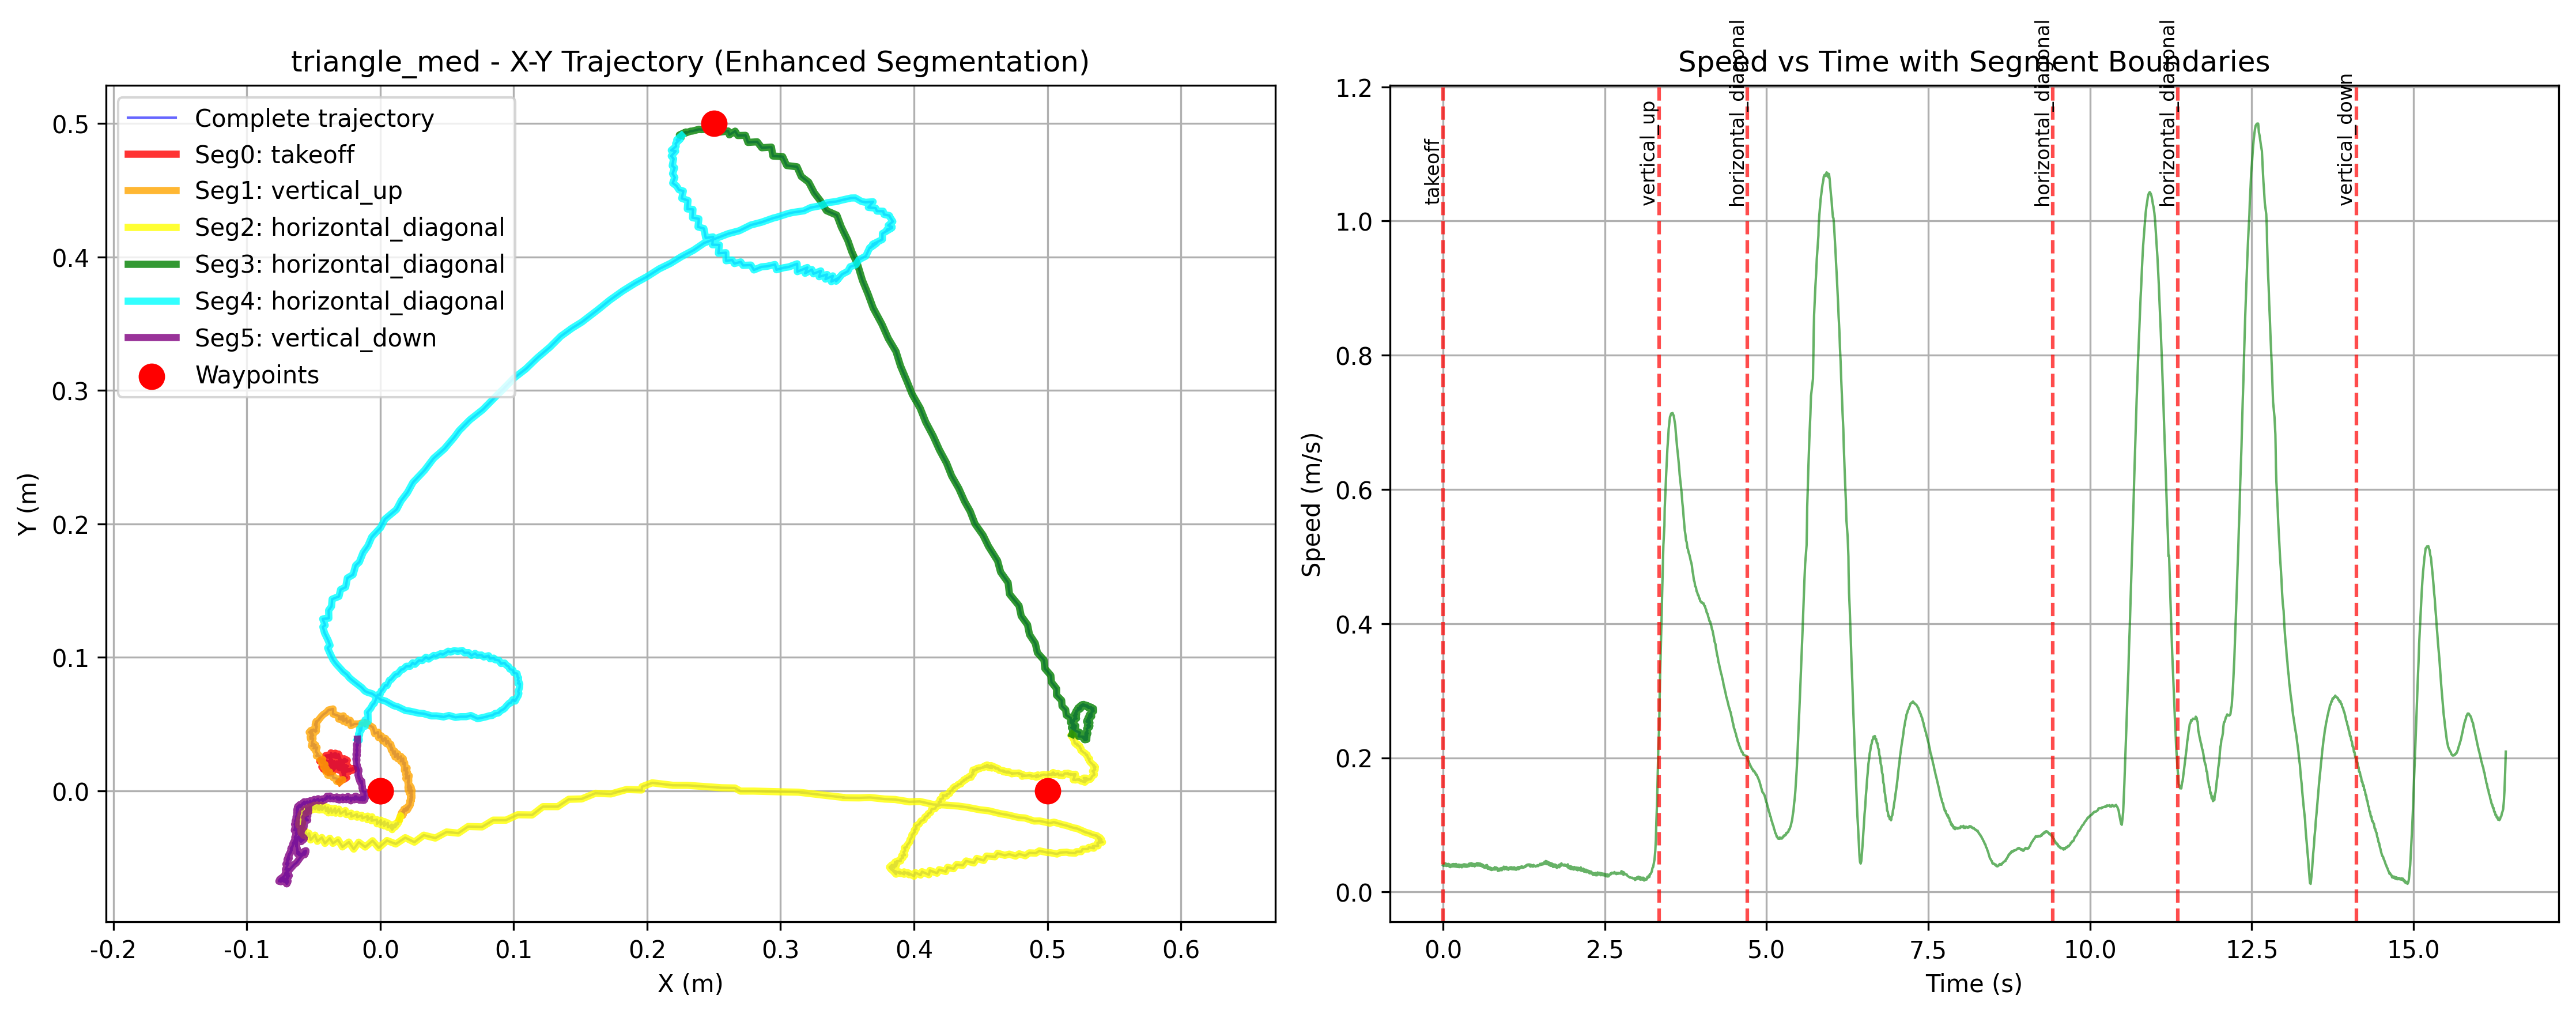 triangle_med - X-Y Trajectory (Enhanced Segmentation)
Complete trajectory
Seg0: takeoff
Seg1: vertical_up
Seg2: horizontal_diagonal
Seg3: horizontal_diagonal
Seg4: horizontal_diagonal
Seg5: vertical_down
Waypoints
Y (m)
0.5
0.4
0.3
0.2
0.1
0.0
-0.2
-0.1
0.0
0.1
0.2
0.3
0.4
0.5
0.6
X (m)
Speed vs Time with Segment Boundaries
takeoff
vertical_up
horizontal_diagonal
horizontal_diagonal
horizontal_diagonal
vertical_down
Speed (m/s)
1.2
1.0
0.8
0.6
0.4
0.2
0.0
0.0
2.5
5.0
7.5
10.0
12.5
15.0
Time (s)